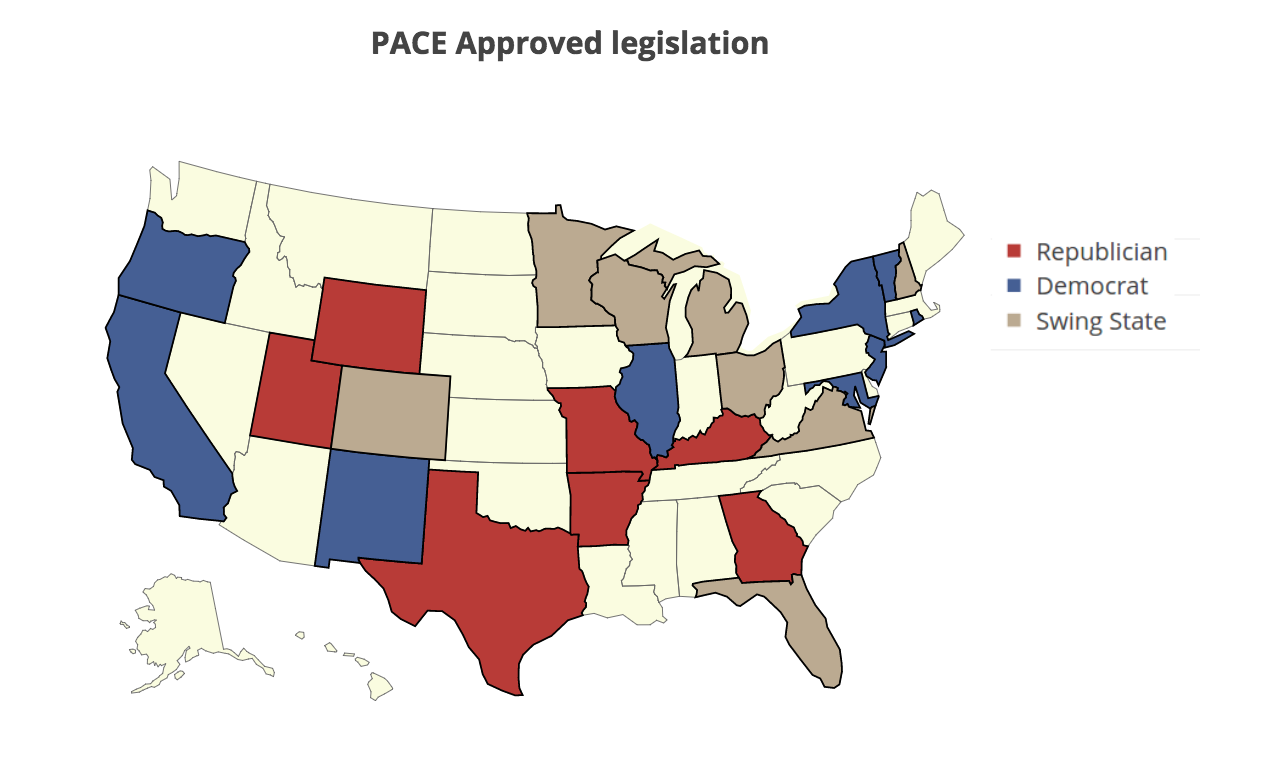 PACE Approved legislation
Republician
Democrat
Swing State